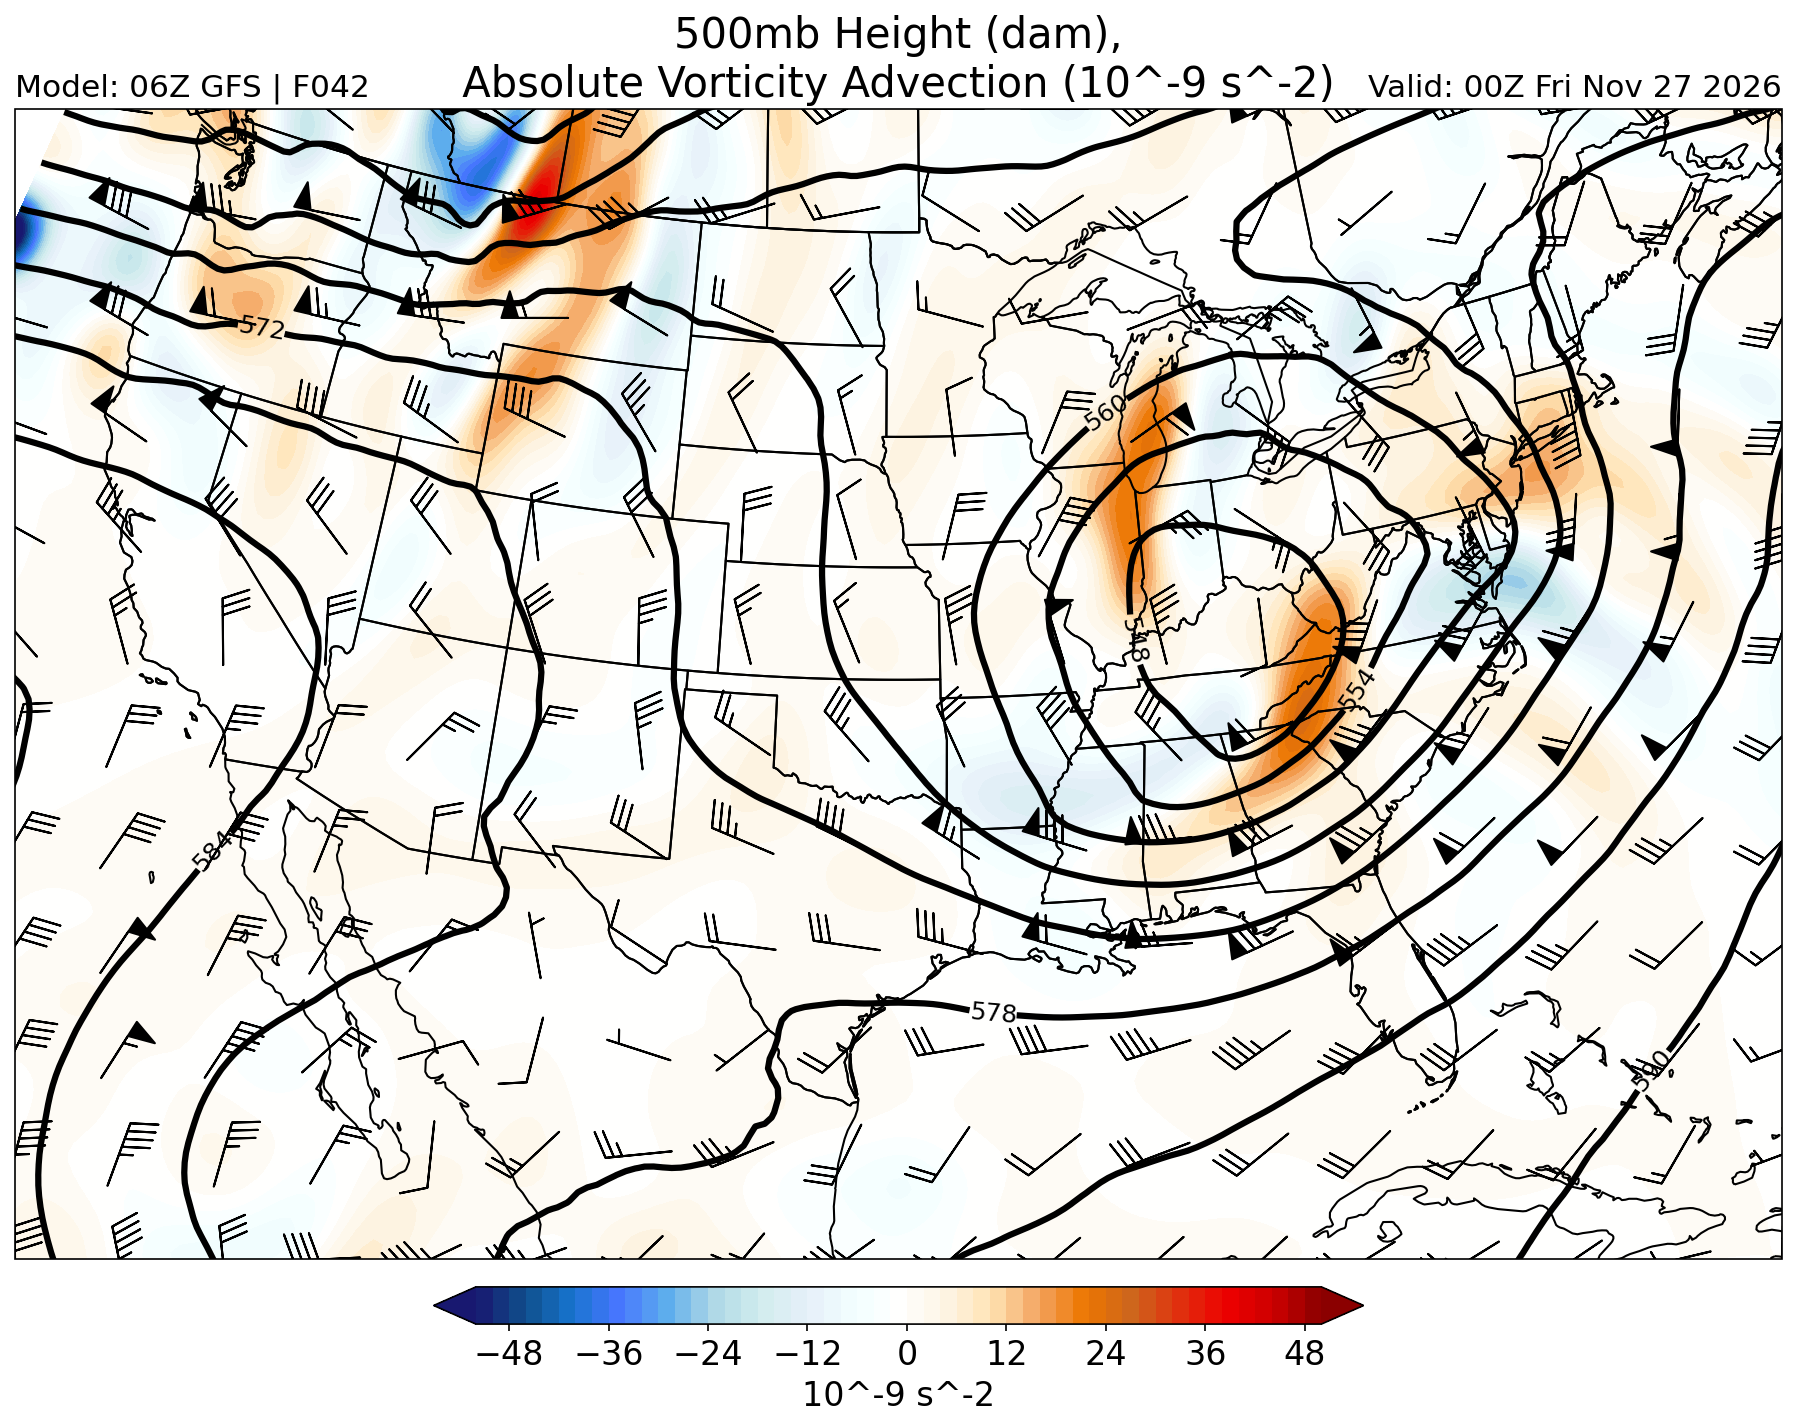 500mb Height (dam),
Model: 06Z GFS | F042 Absolute Vorticity Advection (10^-9 s^-2) Valid: 00Z Fri Nov 27 2026
572
560
548
554
584
578
590
−48 −36 −24 −12 0 12 24 36 48
10^-9 s^-2